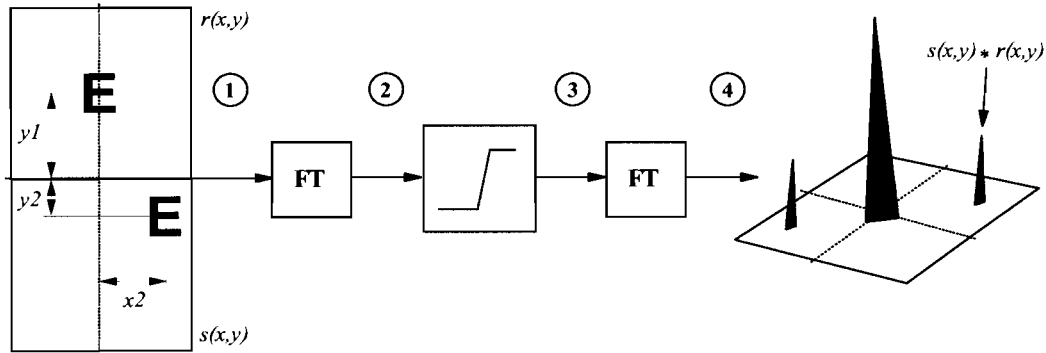 r(x,y)
s(x,y) * r(x,y)
E
1
2
3
4
y1
FT
FT
y2
E
x2
s(x,y)